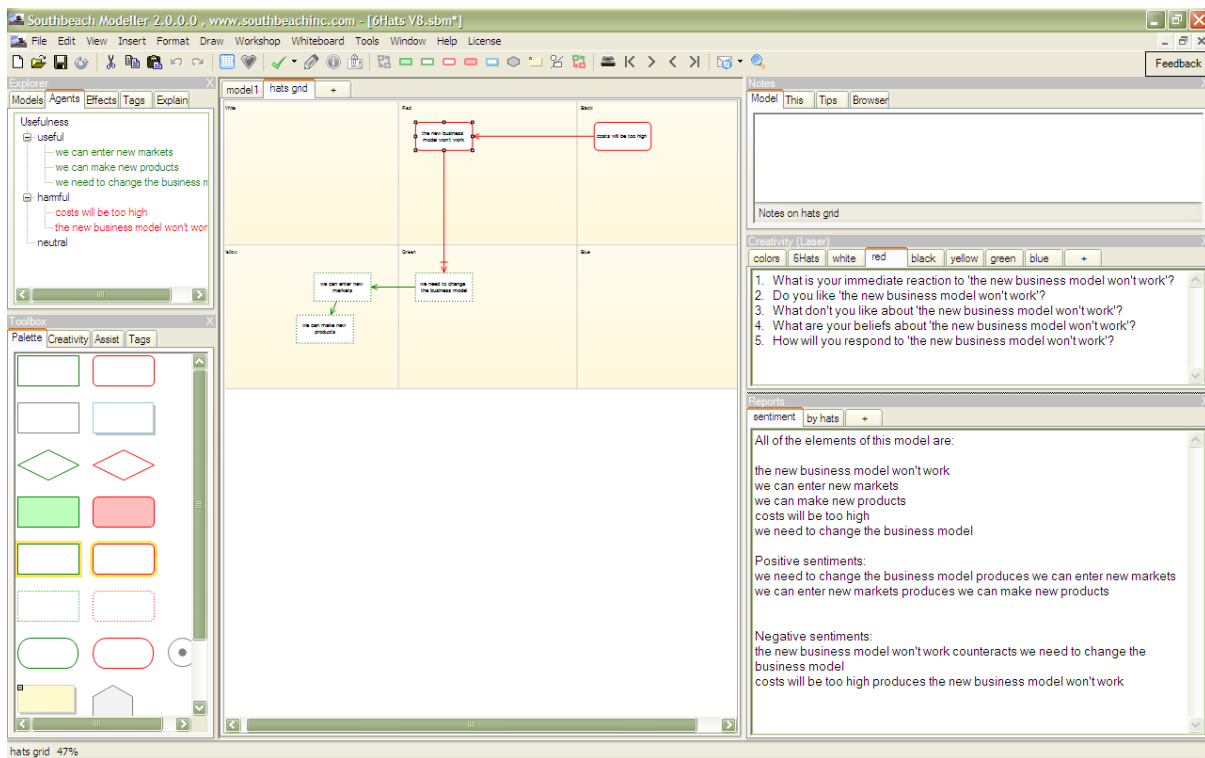 Southbeach Modeller 2.0.0.0 , www.southbeachinc.com - [6Hats V8.sbm*]
File Edit View Insert Format Draw Workshop Whiteboard Tools Window Help License
Feedback
Explorer X
Models Agents Effects Tags Explain
Usefulness
useful
we can enter new markets
we can make new products
we need to change the business n
harmful
costs will be too high
the new business model won't wor
neutral
Toolbox X
Palette Creativity Assist Tags
model1 hats grid +
White Red Black
the new business
model won't work
costs will be too high
Yellow Green Blue
we can enter new
markets
we need to change
the business model
we can make new
products
Notes
Model This Tips Browser
Notes on hats grid
Creativity (Laser)
colors 6Hats white red black yellow green blue +
1. What is your immediate reaction to 'the new business model won't work'?
2. Do you like 'the new business model won't work'?
3. What don't you like about 'the new business model won't work'?
4. What are your beliefs about 'the new business model won't work'?
5. How will you respond to 'the new business model won't work'?
Reports
sentiment by hats +
All of the elements of this model are:
the new business model won't work
we can enter new markets
we can make new products
costs will be too high
we need to change the business model
Positive sentiments:
we need to change the business model produces we can enter new markets
we can enter new markets produces we can make new products
Negative sentiments:
the new business model won't work counteracts we need to change the
business model
costs will be too high produces the new business model won't work
hats grid 47%